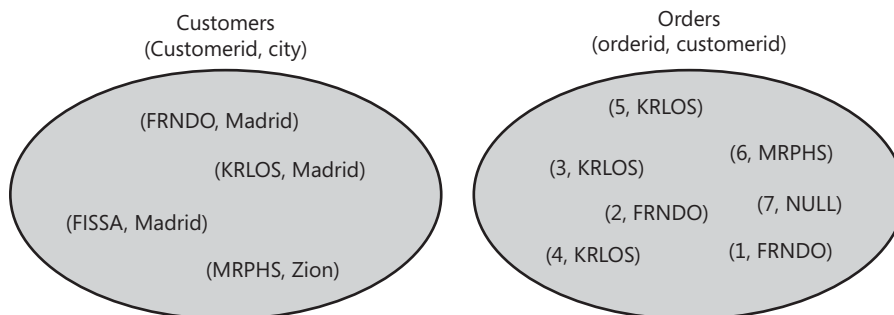 Customers
(Customerid, city)
(FRNDO, Madrid)
(KRLOS, Madrid)
(FISSA, Madrid)
(MRPHS, Zion)
Orders
(orderid, customerid)
(5, KRLOS)
(6, MRPHS)
(3, KRLOS)
(7, NULL)
(2, FRNDO)
(4, KRLOS)
(1, FRNDO)